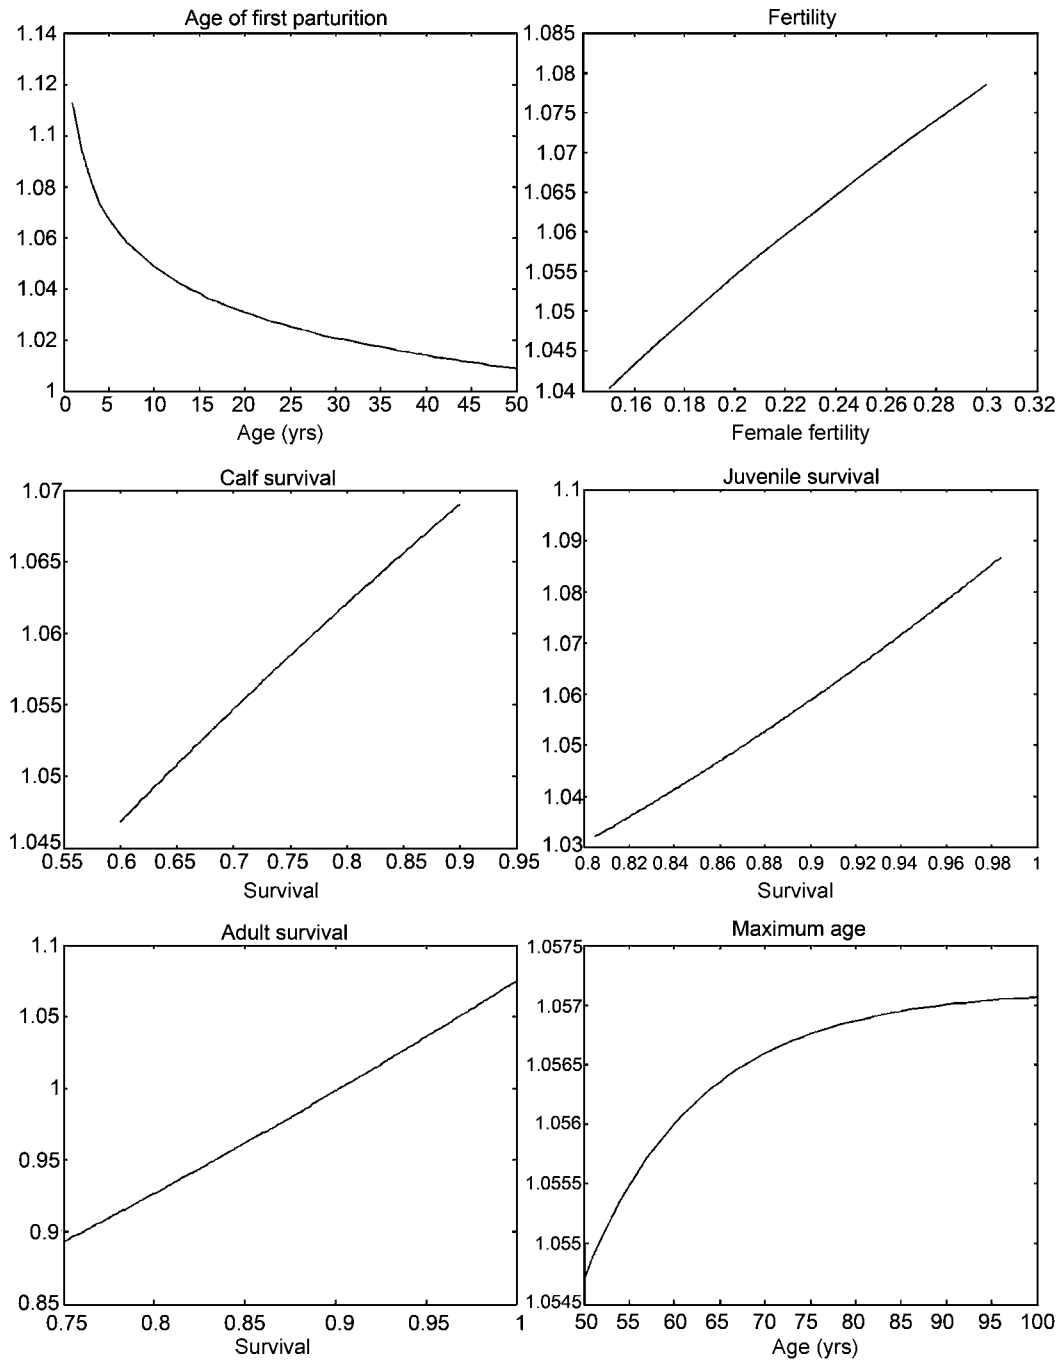 Age of first parturition
1.14
1.12
1.1
1.08
1.06
1.04
1.02
1
0 5 10 15 20 25 30 35 40 45 50
Age (yrs)
Fertility
1.085
1.08
1.075
1.07
1.065
1.06
1.055
1.05
1.045
1.04
0.16 0.18 0.2 0.22 0.24 0.26 0.28 0.3 0.32
Female fertility
Calf survival
1.07
1.065
1.06
1.055
1.05
1.045
0.55 0.6 0.65 0.7 0.75 0.8 0.85 0.9 0.95
Survival
Juvenile survival
1.1
1.09
1.08
1.07
1.06
1.05
1.04
1.03
0.8 0.82 0.84 0.86 0.88 0.9 0.92 0.94 0.96 0.98 1
Survival
Adult survival
1.1
1.05
1
0.95
0.9
0.85
0.75 0.8 0.85 0.9 0.95 1
Survival
Maximum age
1.0575
1.057
1.0565
1.056
1.0555
1.055
1.0545
50 55 60 65 70 75 80 85 90 95 100
Age (yrs)